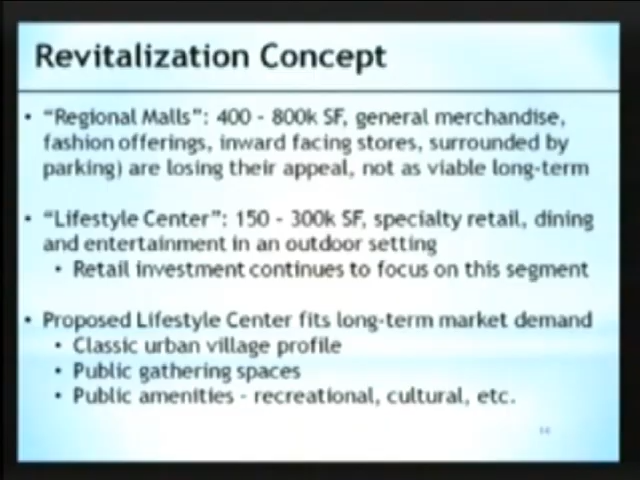 Revitalization Concept
• "Regional Malls": 400 - 800k SF, general merchandise,
fashion offerings, inward facing stores, surrounded by
parking) are losing their appeal, not as viable long-term
• "Lifestyle Center": 150 - 300k SF, specialty retail, dining
and entertainment in an outdoor setting
• Retail investment continues to focus on this segment
• Proposed Lifestyle Center fits long-term market demand
• Classic urban village profile
• Public gathering spaces
• Public amenities - recreational, cultural, etc.